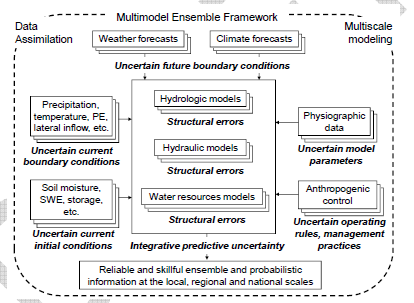 Multimodel Ensemble Framework
Data
Assimilation
Multiscale
modeling
Weather forecasts
Climate forecasts
Uncertain future boundary conditions
Precipitation,
temperature, PE,
lateral inflow, etc.
Uncertain current
boundary conditions
Hydrologic models
Structural errors
Hydraulic models
Structural errors
Physiographic
data
Uncertain model
parameters
Soil moisture,
SWE, storage,
etc.
Uncertain current
initial conditions
Water resources models
Structural errors
Anthropogenic
control
Uncertain operating
rules, management
practices
Integrative predictive uncertainty
Reliable and skillful ensemble and probabilistic
information at the local, regional and national scales